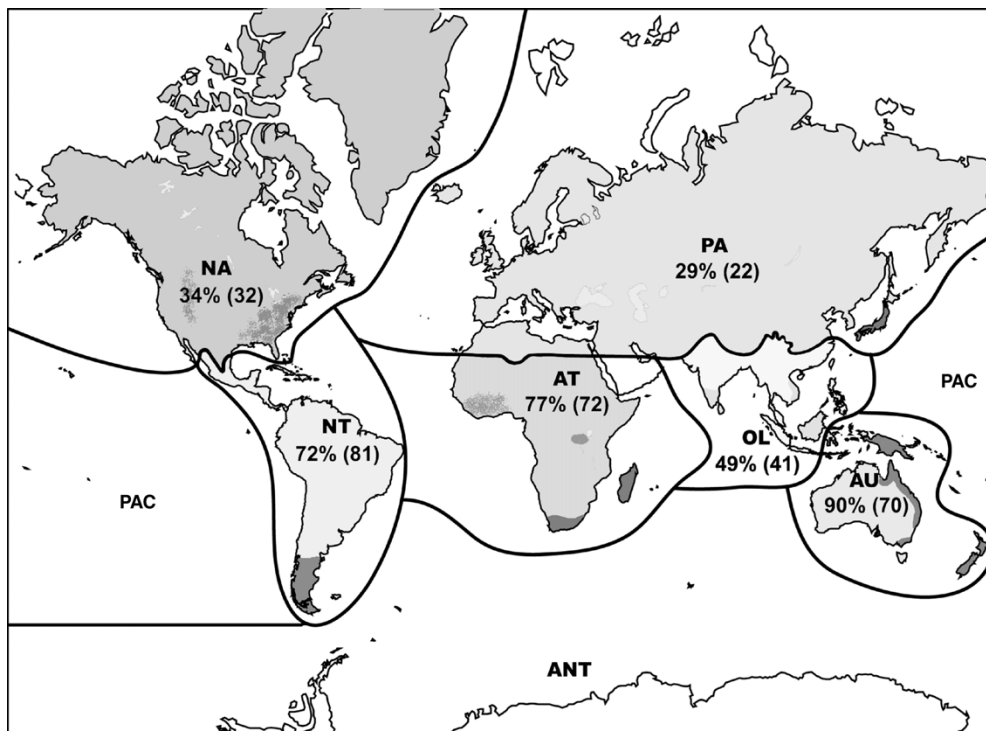 NA
34% (32)
PA
29% (22)
AT
77% (72)
PAC
NT
72% (81)
OL
49% (41)
AU
90% (70)
PAC
ANT